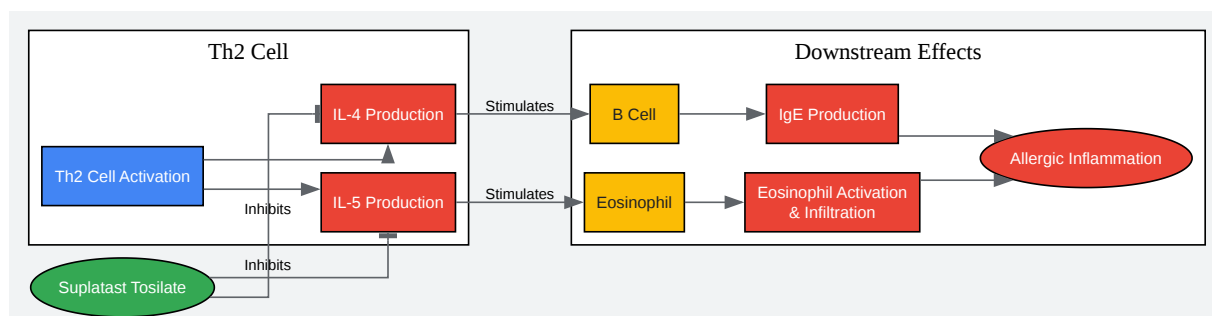 Th2 Cell
Downstream Effects
IL-4 Production
Stimulates
B Cell
IgE Production
Th2 Cell Activation
Allergic Inflammation
IL-5 Production
Stimulates
Eosinophil
Eosinophil Activation
& Infiltration
Inhibits
Inhibits
Suplatast Tosilate